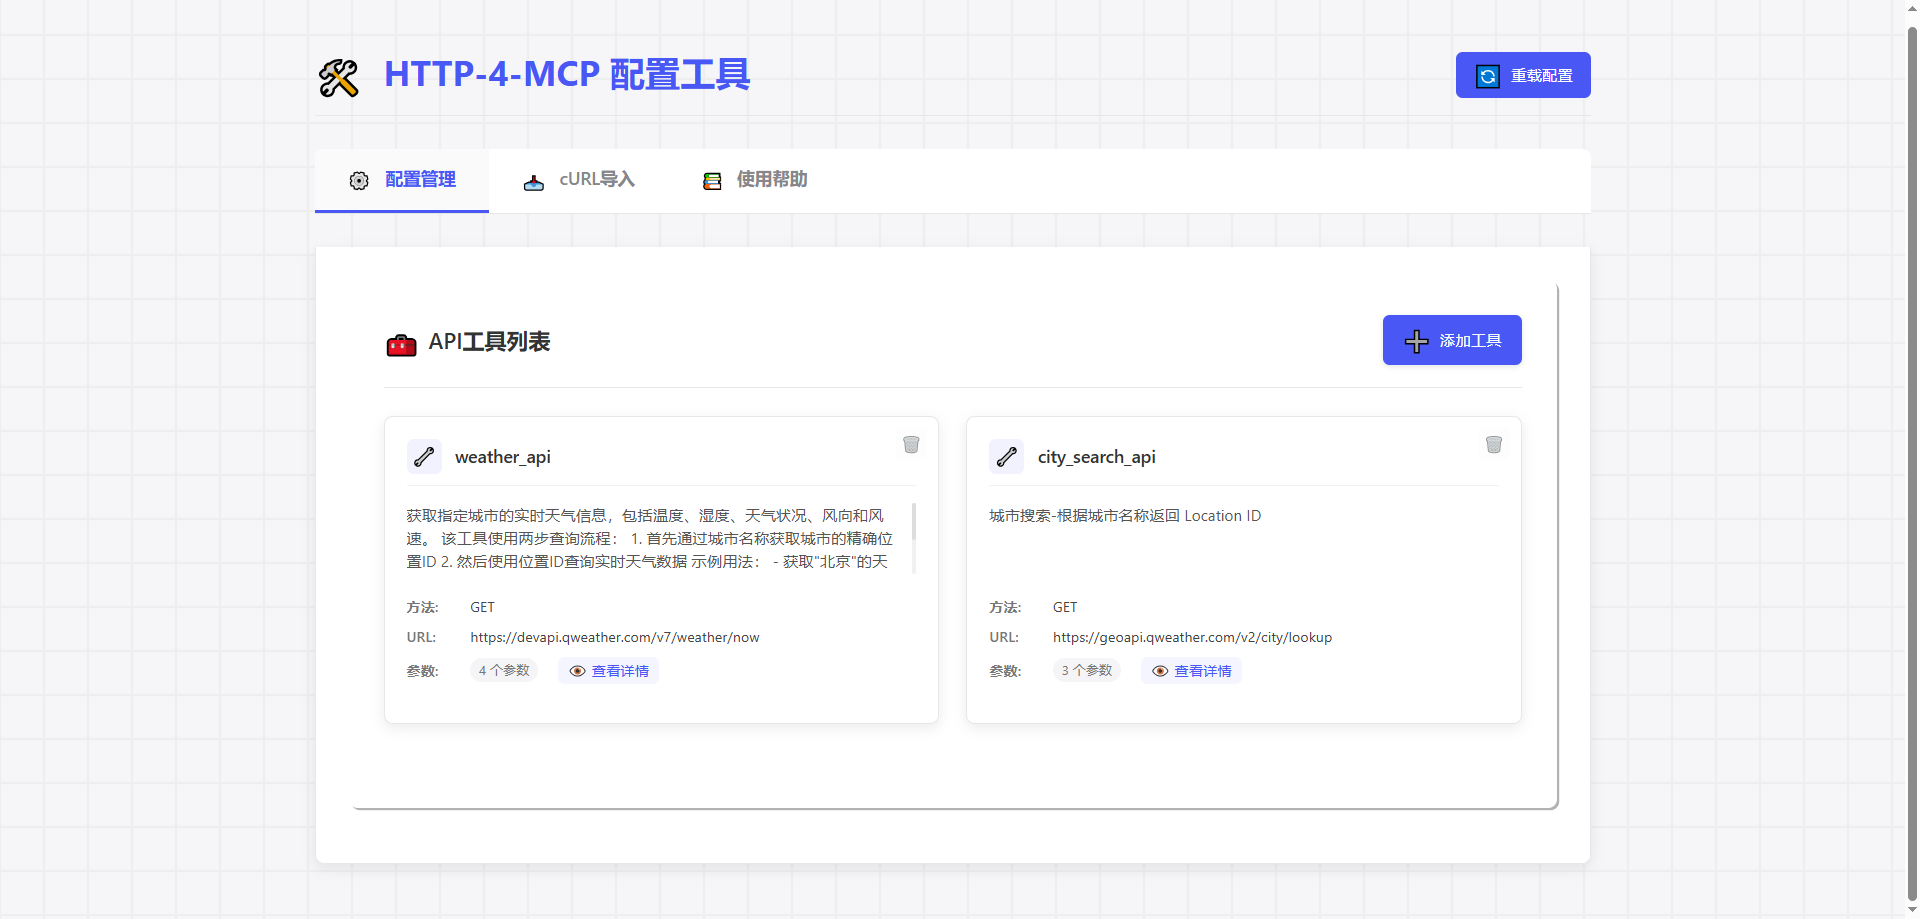 HTTP-4-MCP 配置工具
重载配置
配置管理
cURL导入
使用帮助
API工具列表
添加工具
weather_api
获取指定城市的实时天气信息，包括温度、湿度、天气状况、风向和风
速。 该工具使用两步查询流程： 1. 首先通过城市名称获取城市的精确位
置ID 2. 然后使用位置ID查询实时天气数据 示例用法： - 获取"北京"的天
方法: GET
URL: https://devapi.qweather.com/v7/weather/now
参数: 4 个参数 查看详情
city_search_api
城市搜索-根据城市名称返回 Location ID
方法: GET
URL: https://geoapi.qweather.com/v2/city/lookup
参数: 3 个参数 查看详情